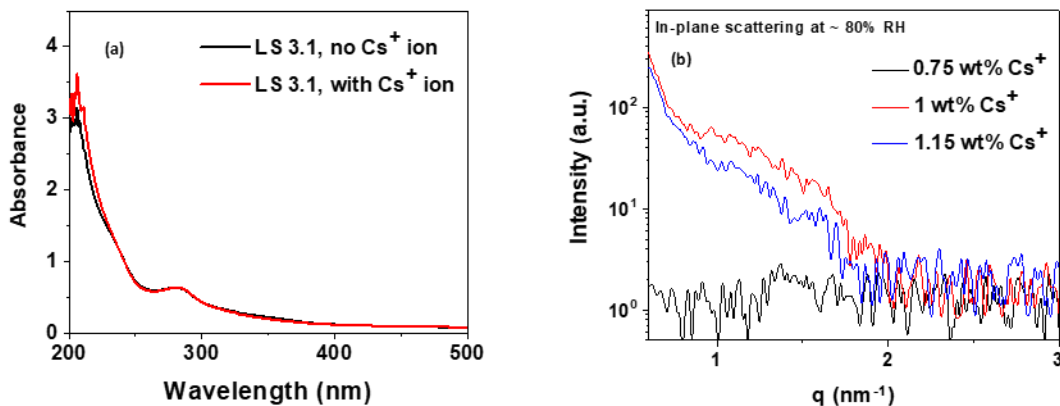 (a)
LS 3.1, no Cs⁺ ion
LS 3.1, with Cs⁺ ion
4
3
2
1
0
Absorbance
200 300 400 500
Wavelength (nm)
In-plane scattering at ~ 80% RH
(b)
0.75 wt% Cs⁺
1 wt% Cs⁺
1.15 wt% Cs⁺
10²
10¹
10⁰
Intensity (a.u.)
1 2 3
q (nm⁻¹)